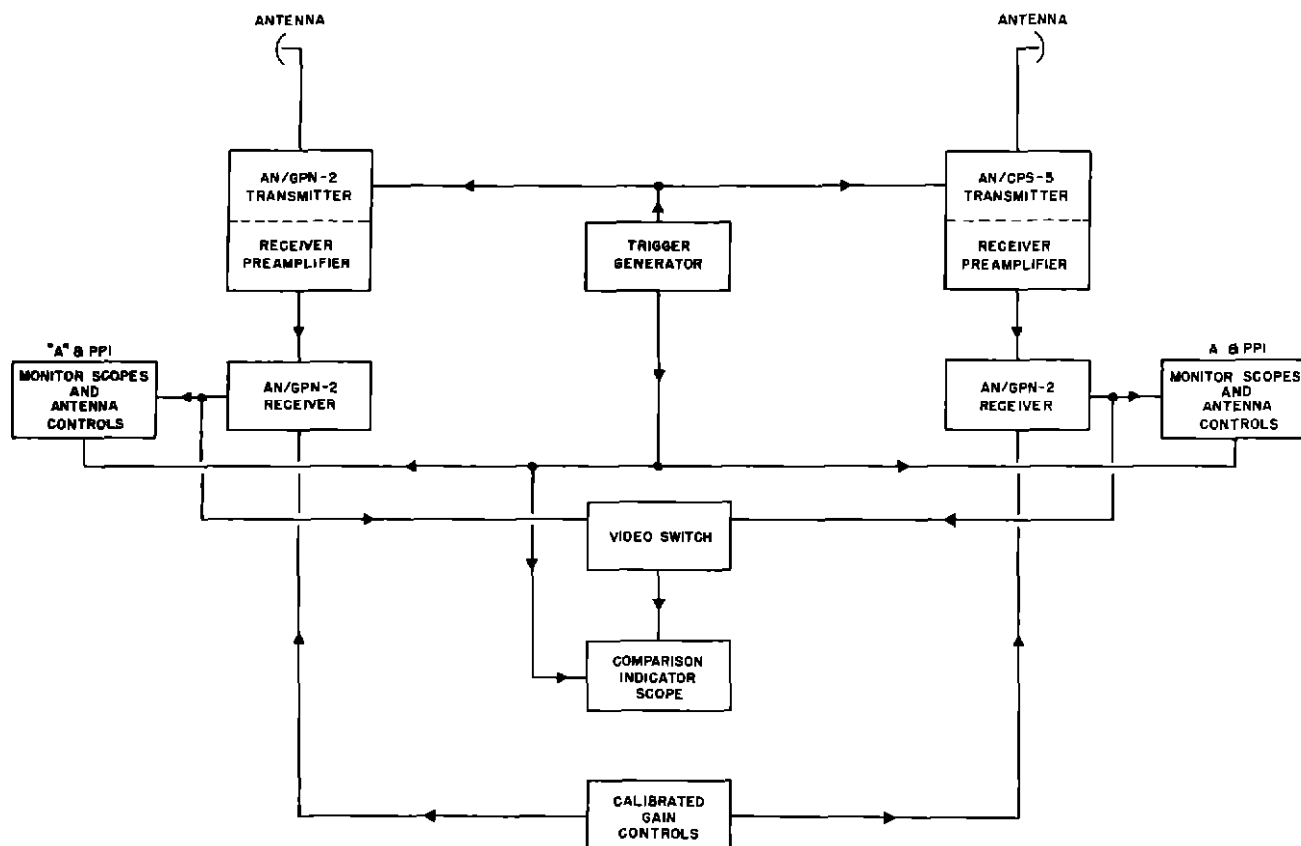 ANTENNA
ANTENNA
AN/GPN-2
TRANSMITTER
RECEIVER
PREAMPLIFIER
TRIGGER
GENERATOR
AN/CPS-5
TRANSMITTER
RECEIVER
PREAMPLIFIER
"A" & PPI
MONITOR SCOPES
AND
ANTENNA
CONTROLS
AN/GPN-2
RECEIVER
AN/GPN-2
RECEIVER
A & PPI
MONITOR SCOPES
AND
ANTENNA
CONTROLS
VIDEO SWITCH
COMPARISON
INDICATOR
SCOPE
CALIBRATED
GAIN
CONTROLS